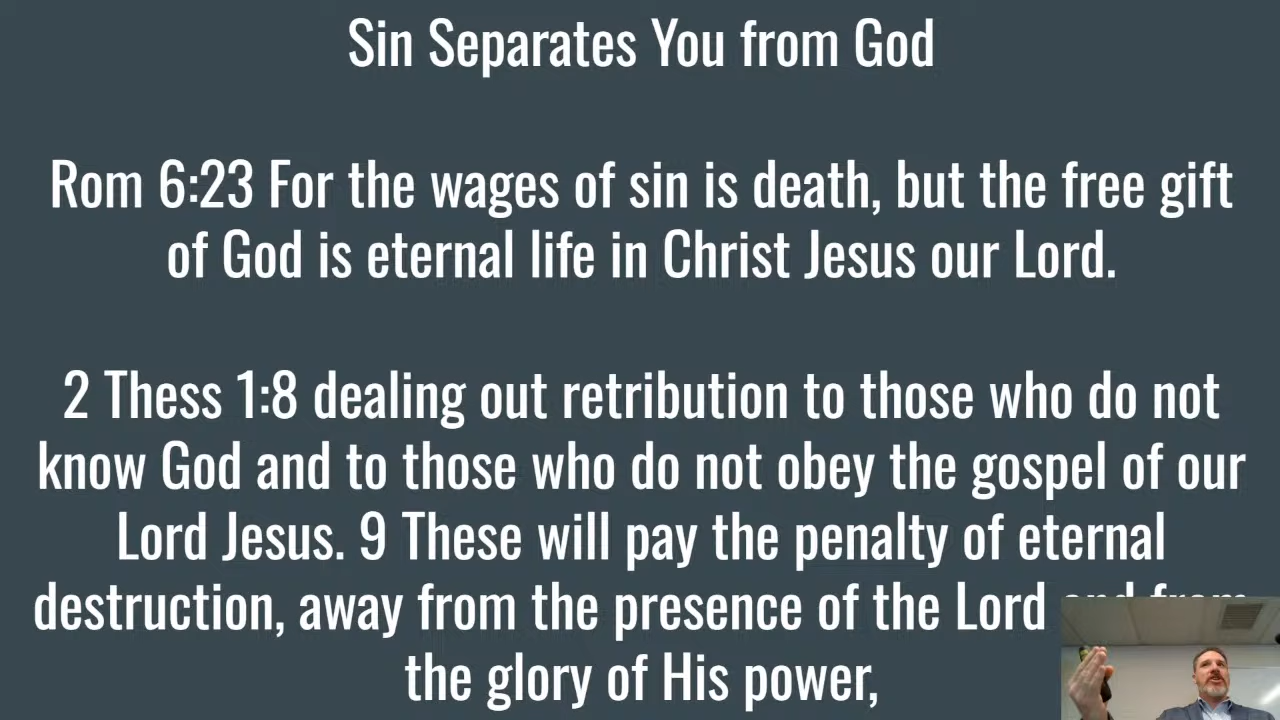 Sin Separates You from God
Rom 6:23 For the wages of sin is death, but the free gift
of God is eternal life in Christ Jesus our Lord.
2 Thess 1:8 dealing out retribution to those who do not
know God and to those who do not obey the gospel of our
Lord Jesus. 9 These will pay the penalty of eternal
destruction, away from the presence of the Lord and from
the glory of His power,